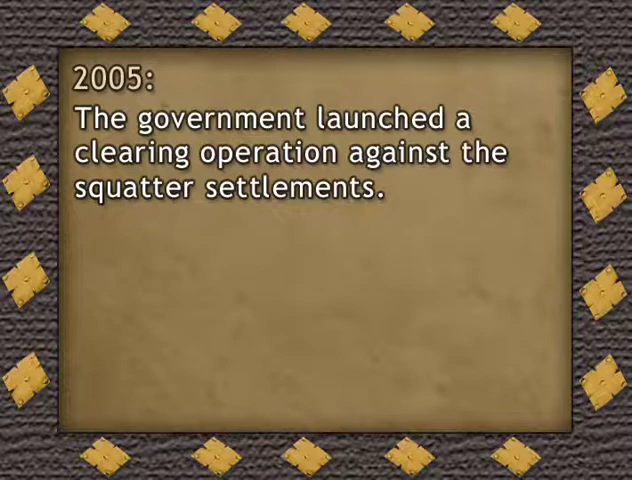 2005:
The government launched a
clearing operation against the
squatter settlements.